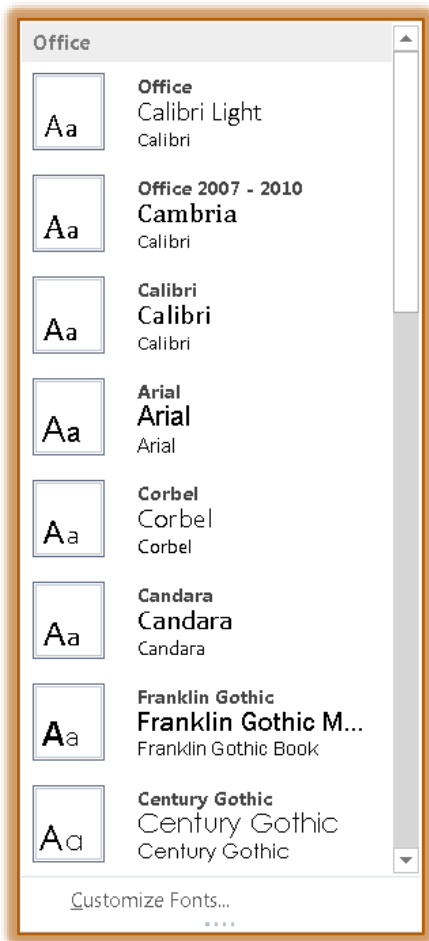 Office
Aa
Office
Calibri Light
Calibri
Aa
Office 2007 - 2010
Cambria
Calibri
Aa
Calibri
Calibri
Calibri
Aa
Arial
Arial
Arial
Aa
Corbel
Corbel
Corbel
Aa
Candara
Candara
Candara
Aa
Franklin Gothic
Franklin Gothic M...
Franklin Gothic Book
Aa
Century Gothic
Century Gothic
Century Gothic
Customize Fonts...